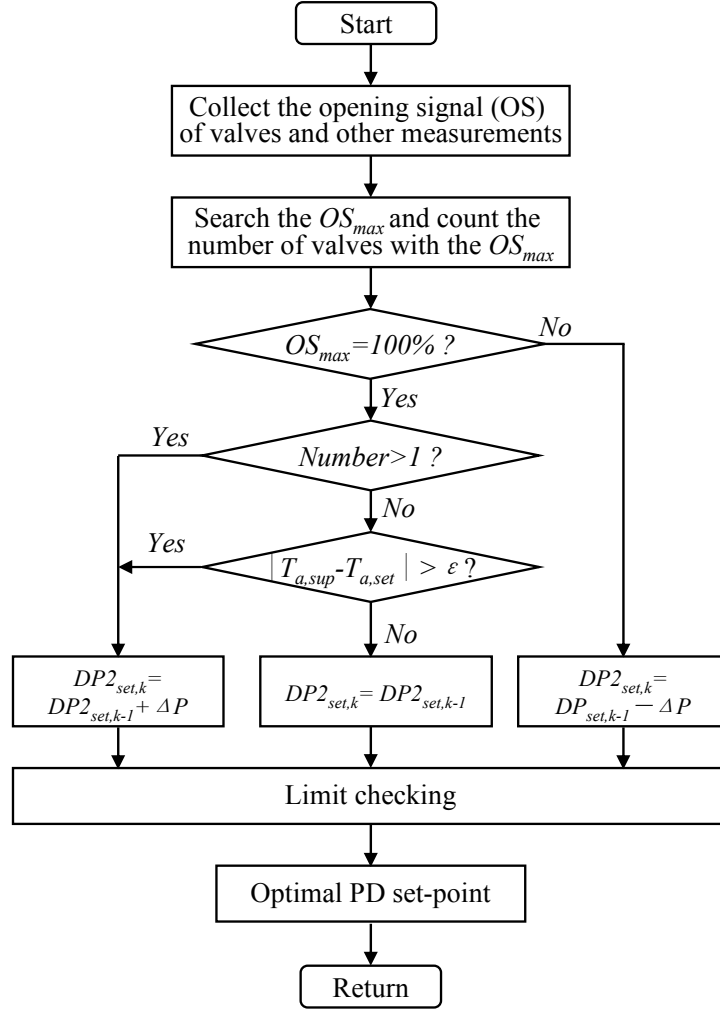 Start
Collect the opening signal (OS)
of valves and other measurements
Search the OSmax and count the
number of valves with the OSmax
OSmax=100% ?
No
Yes
Yes
Number>1 ?
No
Yes
| Ta,sup-Ta,set | > ε ?
No
DP2set,k=
DP2set,k-1+ ΔP
DP2set,k= DP2set,k-1
DP2set,k=
DPset,k-1 — ΔP
Limit checking
Optimal PD set-point
Return